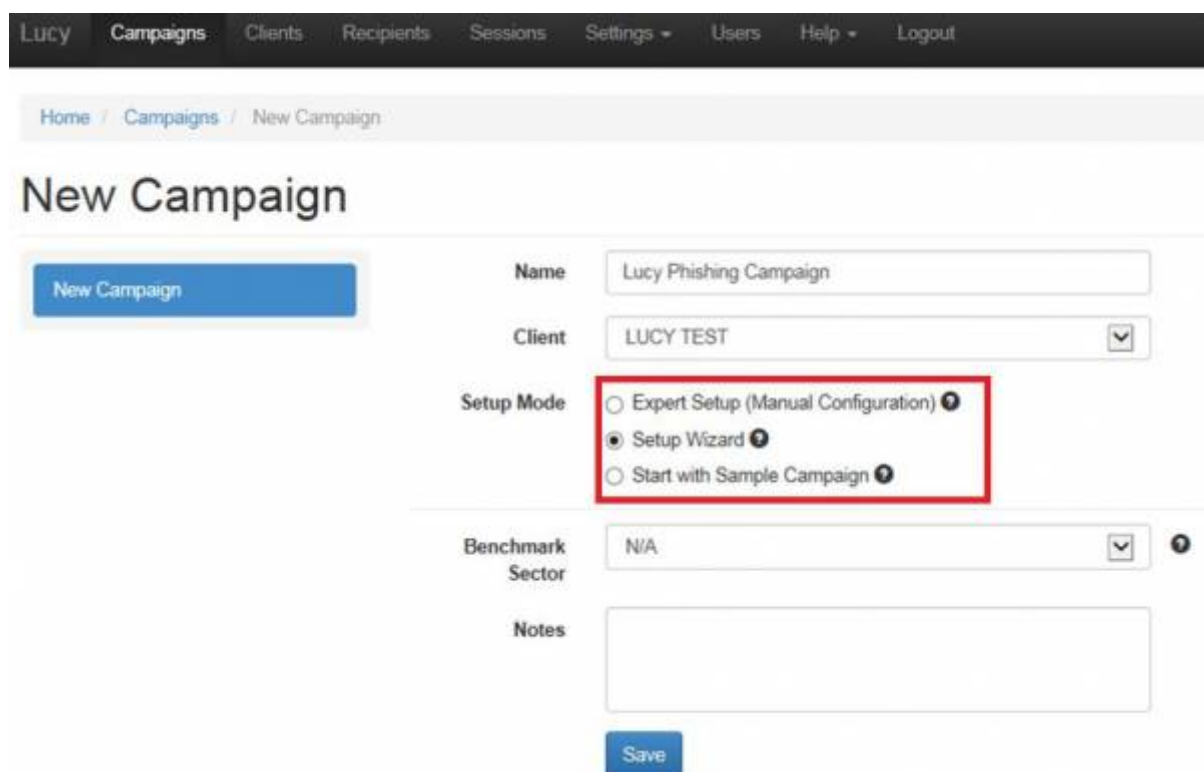 Lucy Campaigns Clients Recipients Sessions Settings Users Help Logout
Home / Campaigns / New Campaign
New Campaign
New Campaign
Name Lucy Phishing Campaign
Client LUCY TEST
Setup Mode Expert Setup (Manual Configuration) ?
Setup Wizard ?
Start with Sample Campaign ?
Benchmark Sector N/A ?
Notes
Save